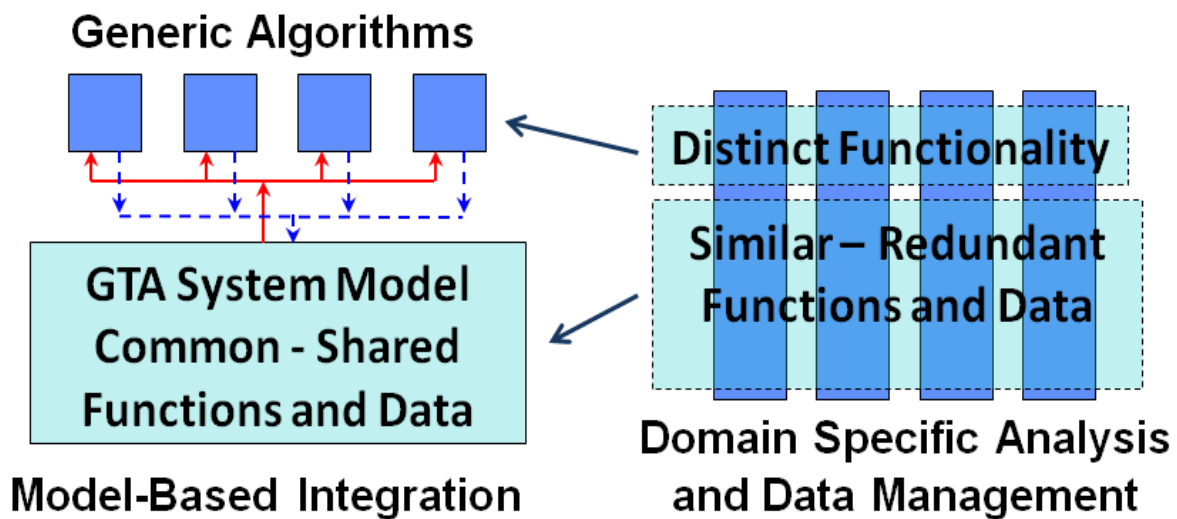 Generic Algorithms
GTA System Model
Common - Shared
Functions and Data
Model-Based Integration
Distinct Functionality
Similar – Redundant
Functions and Data
Domain Specific Analysis
and Data Management